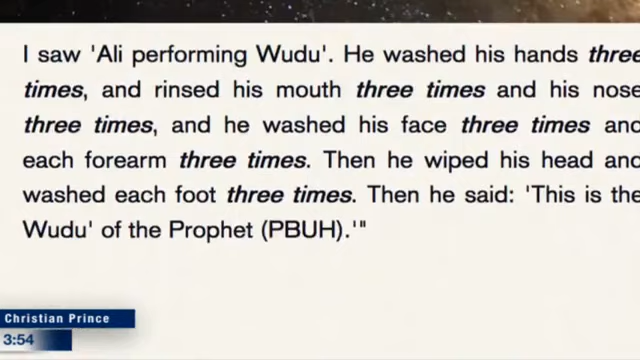 I saw 'Ali performing Wudu'. He washed his hands three
times, and rinsed his mouth three times and his nose
three times, and he washed his face three times and
each forearm three times. Then he wiped his head and
washed each foot three times. Then he said: 'This is the
Wudu' of the Prophet (PBUH).'"
Christian Prince
3:54